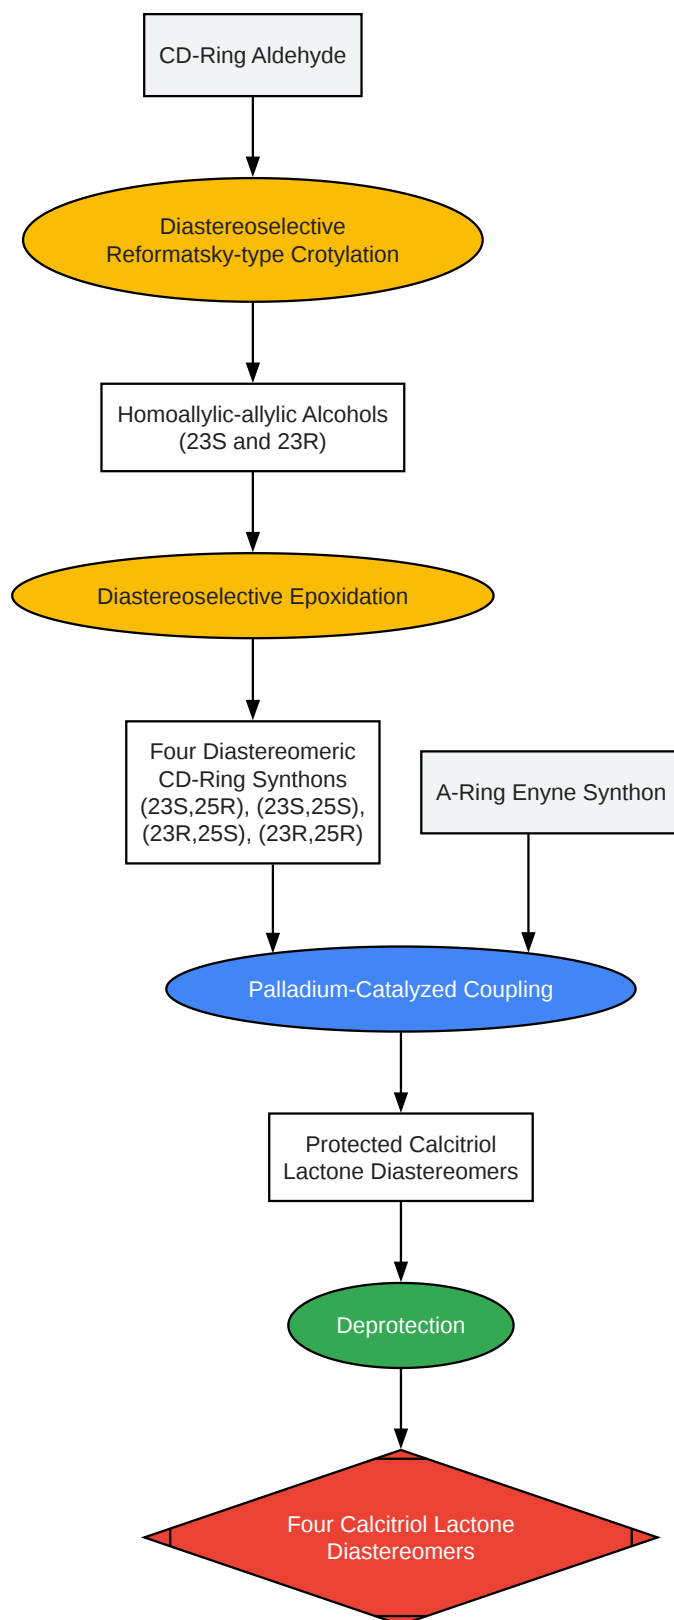 CD-Ring Aldehyde
Diastereoselective
Reformatsky-type Crotylation
Homoallylic-allylic Alcohols
(23S and 23R)
Diastereoselective Epoxidation
Four Diastereomeric
CD-Ring Synthons
(23S,25R), (23S,25S),
(23R,25S), (23R,25R)
A-Ring Enyne Synthon
Palladium-Catalyzed Coupling
Protected Calcitriol
Lactone Diastereomers
Deprotection
Four Calcitriol Lactone
Diastereomers